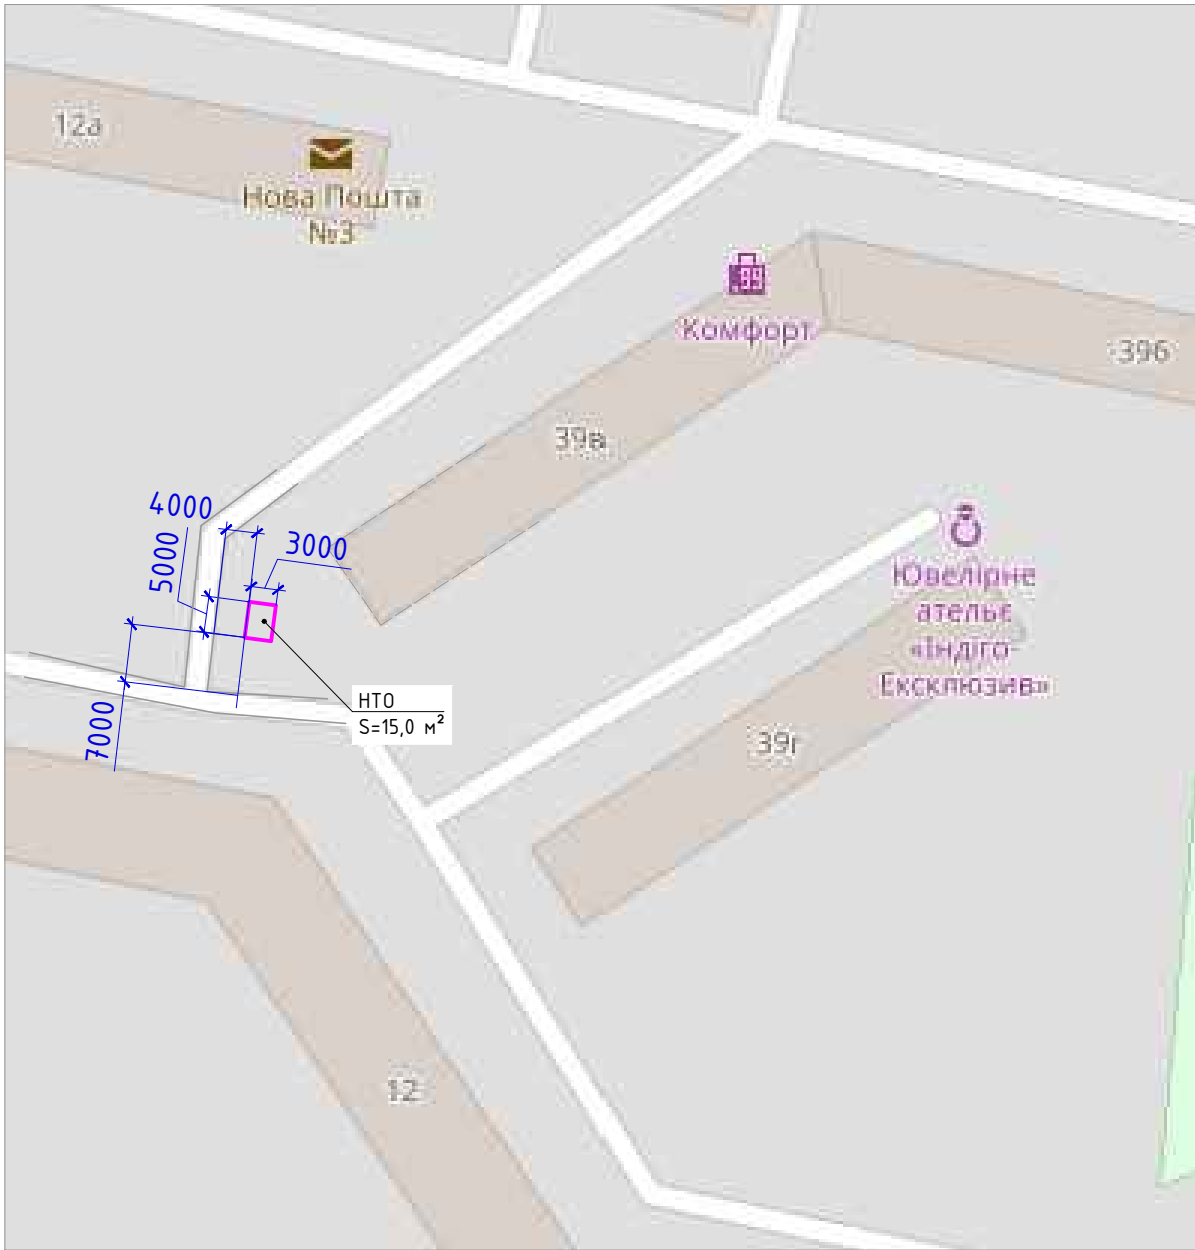 12а
Нова Пошта
№3
Комфорт
39б
39в
4000
5000
3000
Ювелірне
ательє
«Індіго-
Ексклюзив»
НТО
S=15,0 м²
7000
39г
12